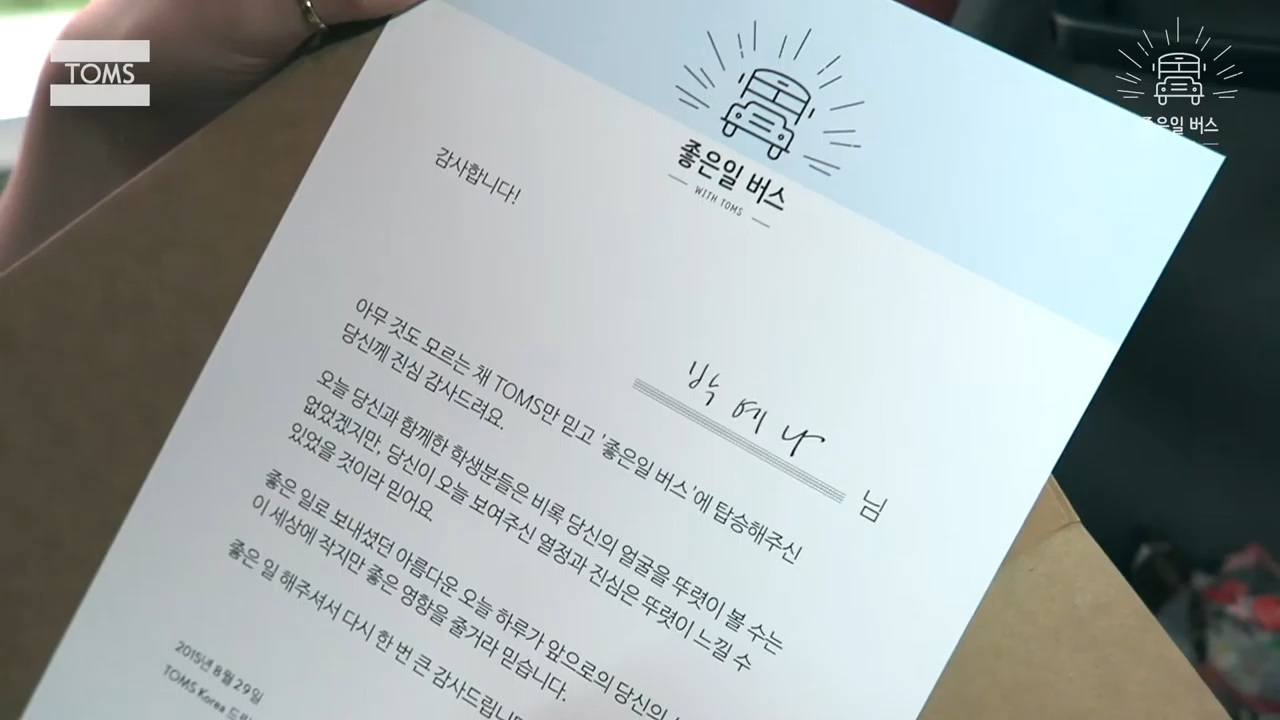 TOMS
좋은일 버스
좋은일 버스
WITH TOMS
감사합니다!
박예나 님
아무 것도 모르는 채 TOMS만 믿고 '좋은일 버스'에 탑승해주신
당신께 진심 감사드려요.
오늘 당신과 함께한 학생분들은 비록 당신의 얼굴을 뚜렷이 볼 수는
없었겠지만, 당신이 오늘 보여주신 열정과 진심은 뚜렷이 느낄 수
있었을 것이라 믿어요.
좋은 일로 보내셨던 아름다운 오늘 하루가 앞으로의 당신의
이 세상에 작지만 좋은 영향을 줄거라 믿습니다.
좋은 일 해주셔서 다시 한 번 큰 감사드립니다
2015년 8월 29일
TOMS Korea 드림